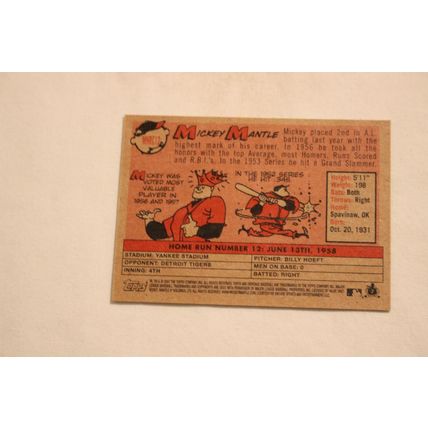 MHRC12
MICKEY MANTLE
Mickey placed 2nd in A.L.
batting last year with the
highest mark of his career. In 1956 he took all the
honors with the top Average, most Homers, Runs Scored
and R.B.I.'s. In the 1953 Series he hit a Grand Slammer.
MICKEY WAS
VOTED MOST
VALUABLE
PLAYER IN
1956 AND 1957
IN THE 1952 SERIES
HE HIT .345
Height: 5'11"
Weight: 198
Bats: Both
Throws: Right
Home:
Spavinaw, OK
Born:
Oct. 20, 1931
HOME RUN NUMBER 12: JUNE 13TH, 1958
STADIUM: YANKEE STADIUM
PITCHER: BILLY HOEFT
OPPONENT: DETROIT TIGERS
MEN ON BASE: 0
INNING: 4TH
BATTED: RIGHT
Topps